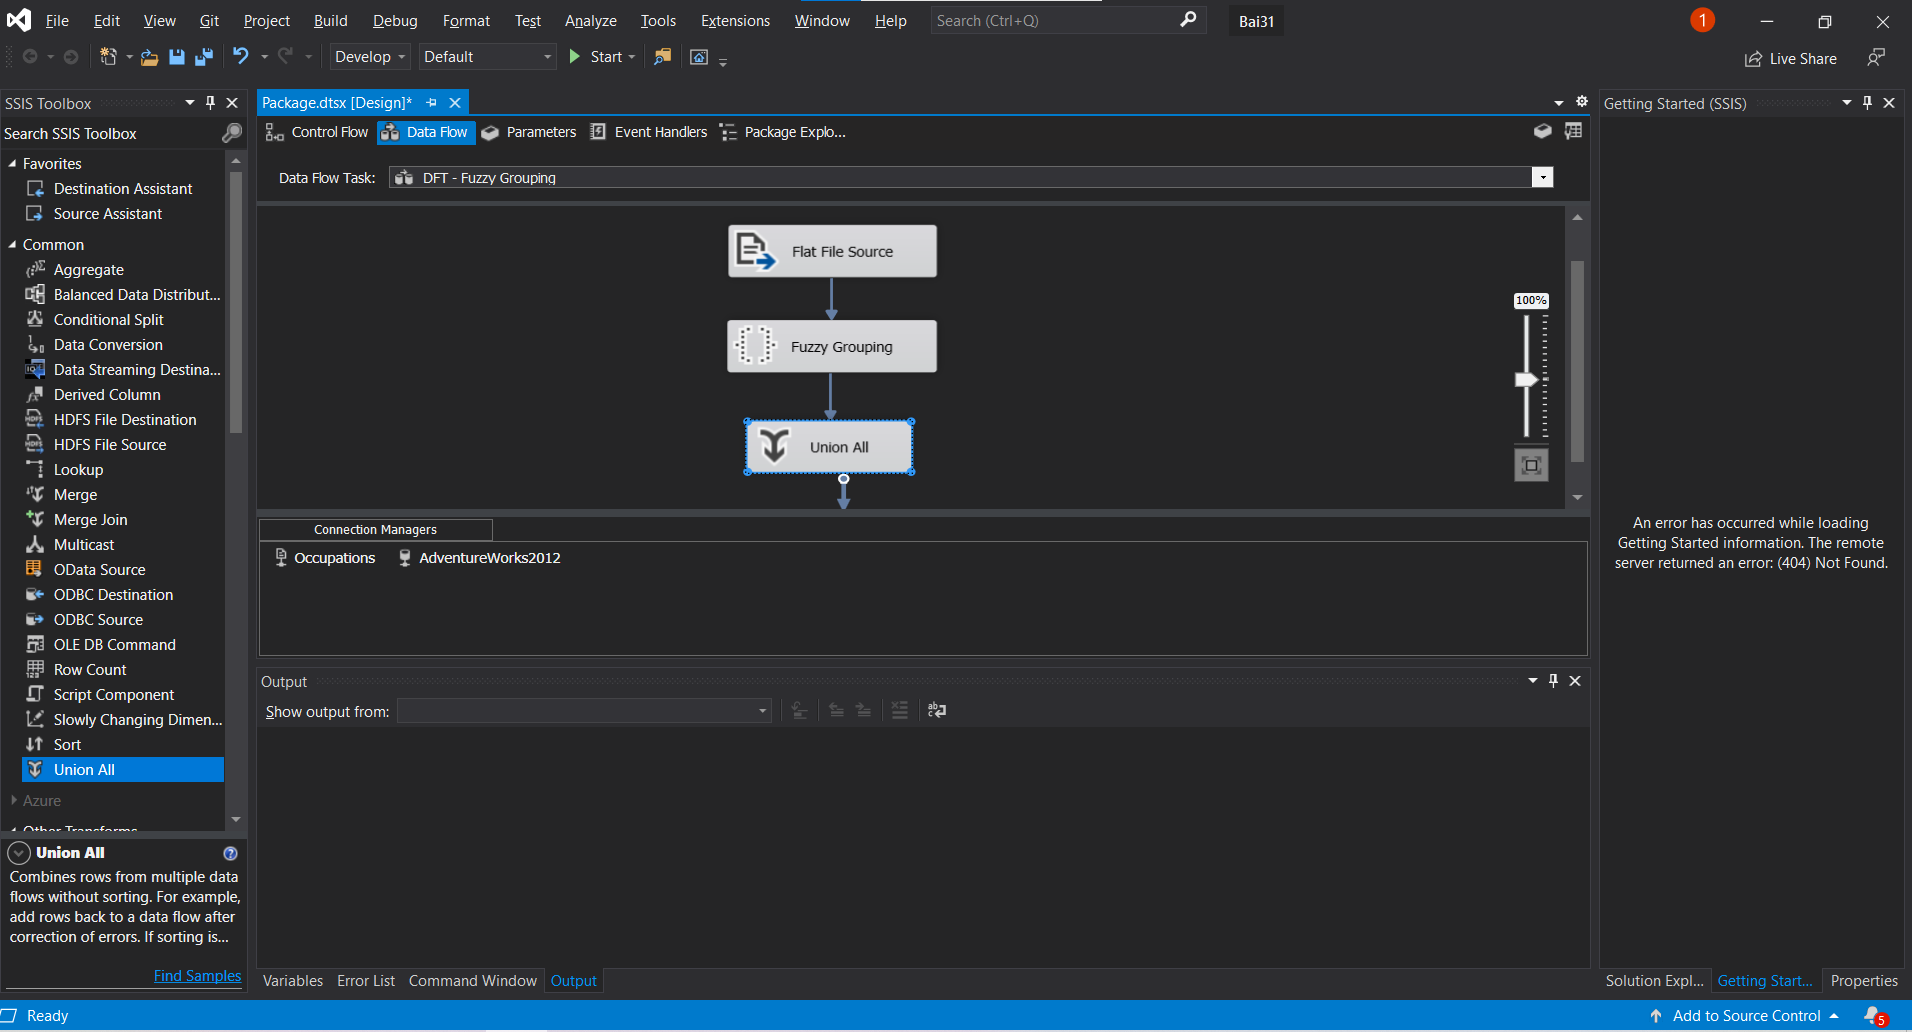 File Edit View Git Project Build Debug Format Test Analyze Tools Extensions Window Help Search (Ctrl+Q) Bai31 1
Develop Default Start Live Share
SSIS Toolbox
Search SSIS Toolbox
Favorites
Destination Assistant
Source Assistant
Common
Aggregate
Balanced Data Distribut...
Conditional Split
Data Conversion
Data Streaming Destina...
Derived Column
HDFS File Destination
HDFS File Source
Lookup
Merge
Merge Join
Multicast
OData Source
ODBC Destination
ODBC Source
OLE DB Command
Row Count
Script Component
Slowly Changing Dimen...
Sort
Union All
Azure
Other Transforms
Union All
Combines rows from multiple data
flows without sorting. For example,
add rows back to a data flow after
correction of errors. If sorting is...
Find Samples
Package.dtsx [Design]*
Control Flow Data Flow Parameters Event Handlers Package Explo...
Data Flow Task: DFT - Fuzzy Grouping
Flat File Source
Fuzzy Grouping
Union All
100%
Connection Managers
Occupations AdventureWorks2012
Output
Show output from:
Variables Error List Command Window Output
Getting Started (SSIS)
An error has occurred while loading
Getting Started information. The remote
server returned an error: (404) Not Found.
Solution Expl... Getting Start... Properties
Ready Add to Source Control 5